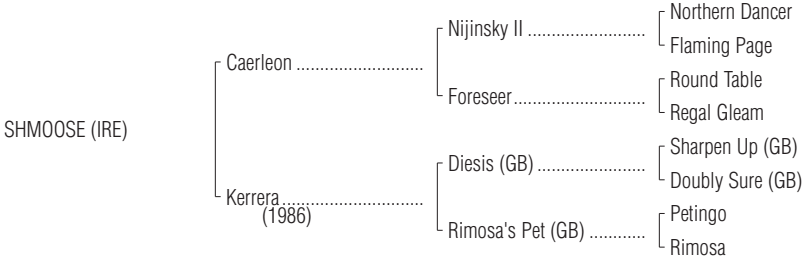 Northern Dancer
Nijinsky II ..........................
Flaming Page
Caerleon ............................
Round Table
Foreseer.............................
Regal Gleam
SHMOOSE (IRE)
Sharpen Up (GB)
Diesis (GB) ........................
Doubly Sure (GB)
Kerrera...............................
(1986)
Petingo
Rimosa's Pet (GB) ............
Rimosa